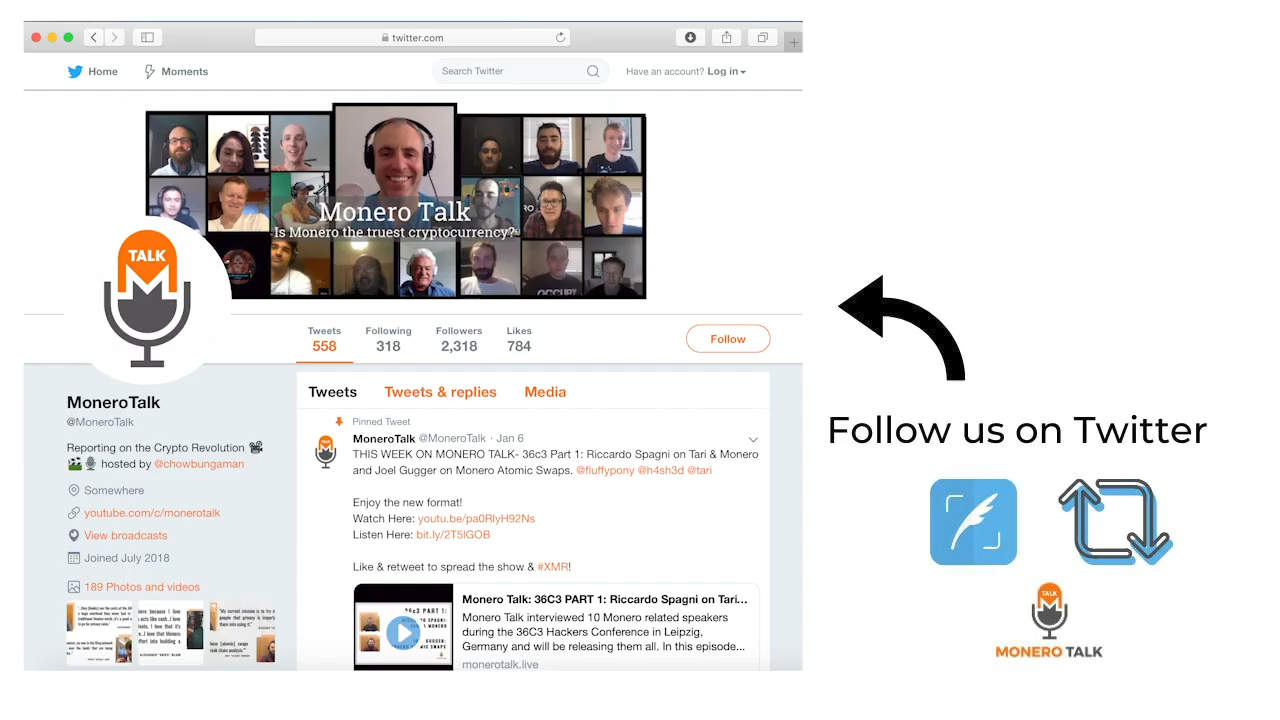 twitter.com
Home
Moments
Search Twitter
Have an account? Log in
Monero Talk
Is Monero the truest cryptocurrency?
TALK
Tweets
558
Following
318
Followers
2,318
Likes
784
Follow
MoneroTalk
@MoneroTalk
Reporting on the Crypto Revolution
hosted by @chowbungaman
Somewhere
youtube.com/c/monerotalk
View broadcasts
Joined July 2018
189 Photos and videos
Tweets
Tweets & replies
Media
Pinned Tweet
MoneroTalk @MoneroTalk · Jan 6
THIS WEEK ON MONERO TALK- 36c3 Part 1: Riccardo Spagni on Tari & Monero
and Joel Gugger on Monero Atomic Swaps. @fluffypony @h4sh3d @tari
Enjoy the new format!
Watch Here: youtu.be/pa0RlyH92Ns
Listen Here: bit.ly/2T5IGOB
Like & retweet to spread the show & #XMR!
Monero Talk: 36C3 PART 1: Riccardo Spagni on Tari...
Monero Talk interviewed 10 Monero related speakers
during the 36C3 Hackers Conference in Leipzig,
Germany and will be releasing them all. In this episode...
monerotalk.live
Follow us on Twitter
TALK
MONERO TALK